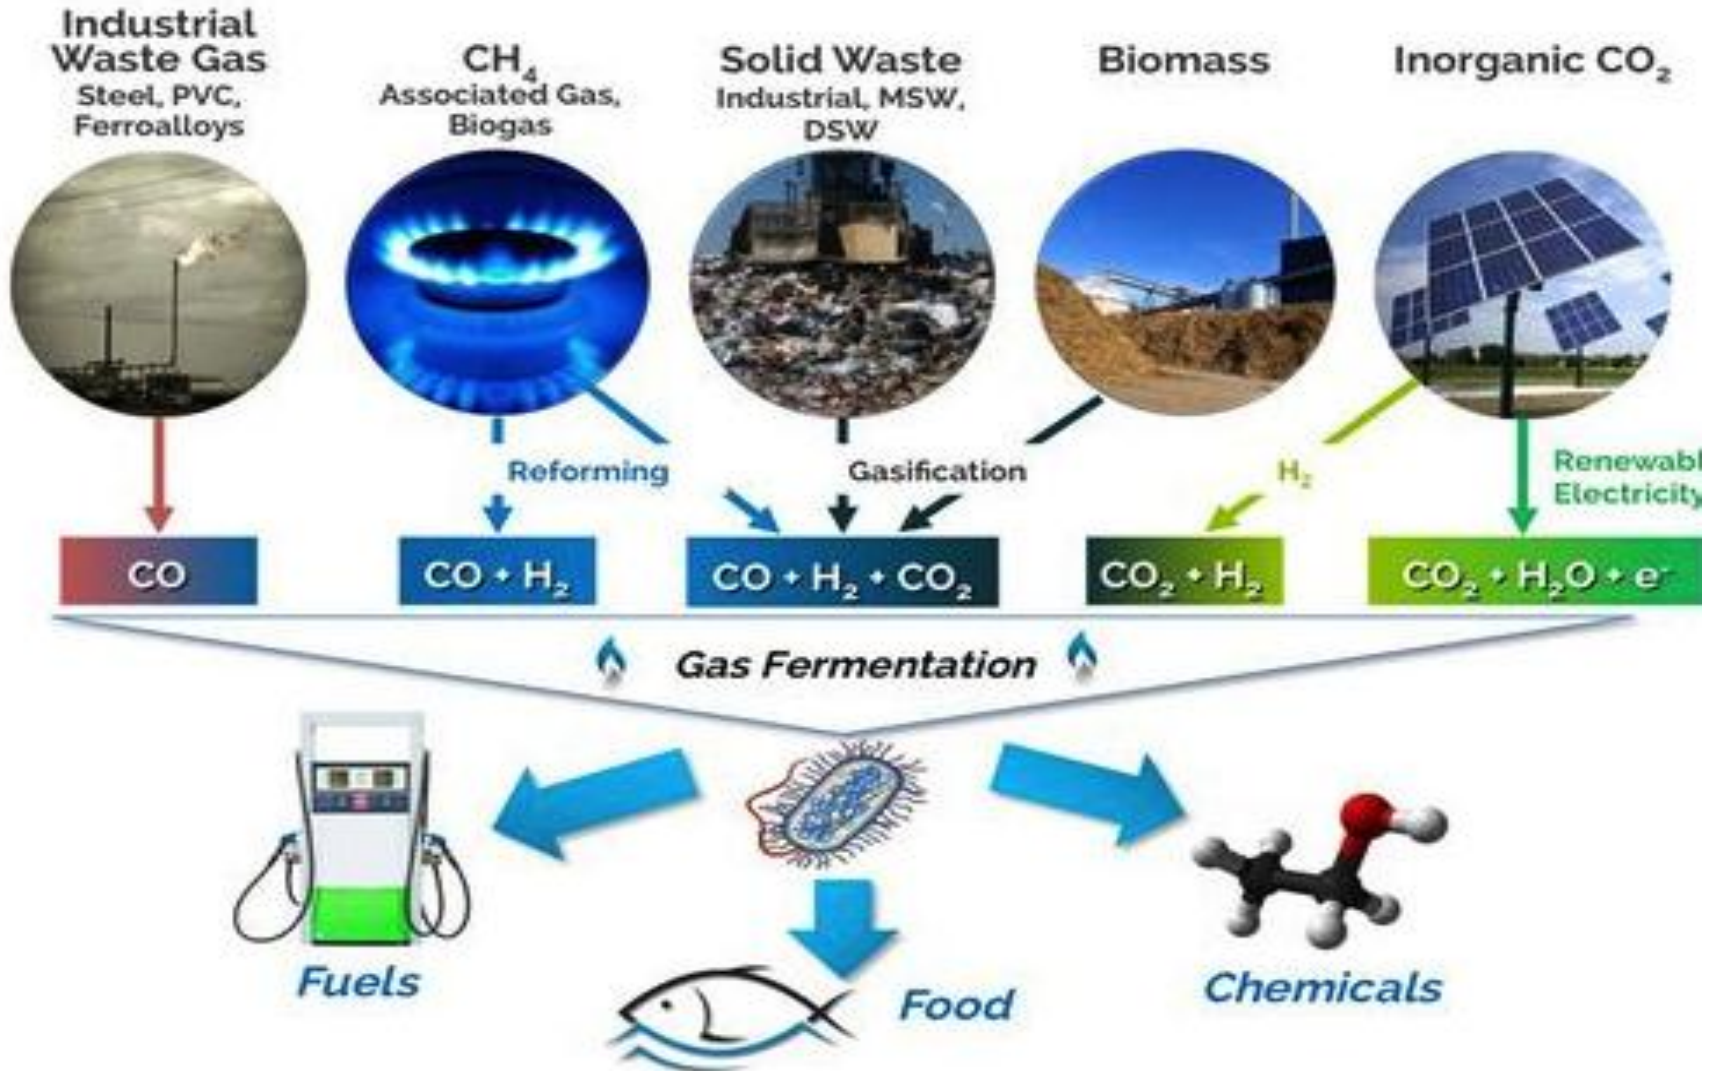 Industrial
Waste Gas
Steel, PVC,
Ferroalloys
CH₄
Associated Gas,
Biogas
Solid Waste
Industrial, MSW,
DSW
Biomass
Inorganic CO₂
Reforming
Gasification
H₂
Renewabl
Electricity
CO
CO + H₂
CO + H₂ + CO₂
CO₂ + H₂
CO₂ + H₂O + e⁻
Gas Fermentation
Fuels
Food
Chemicals